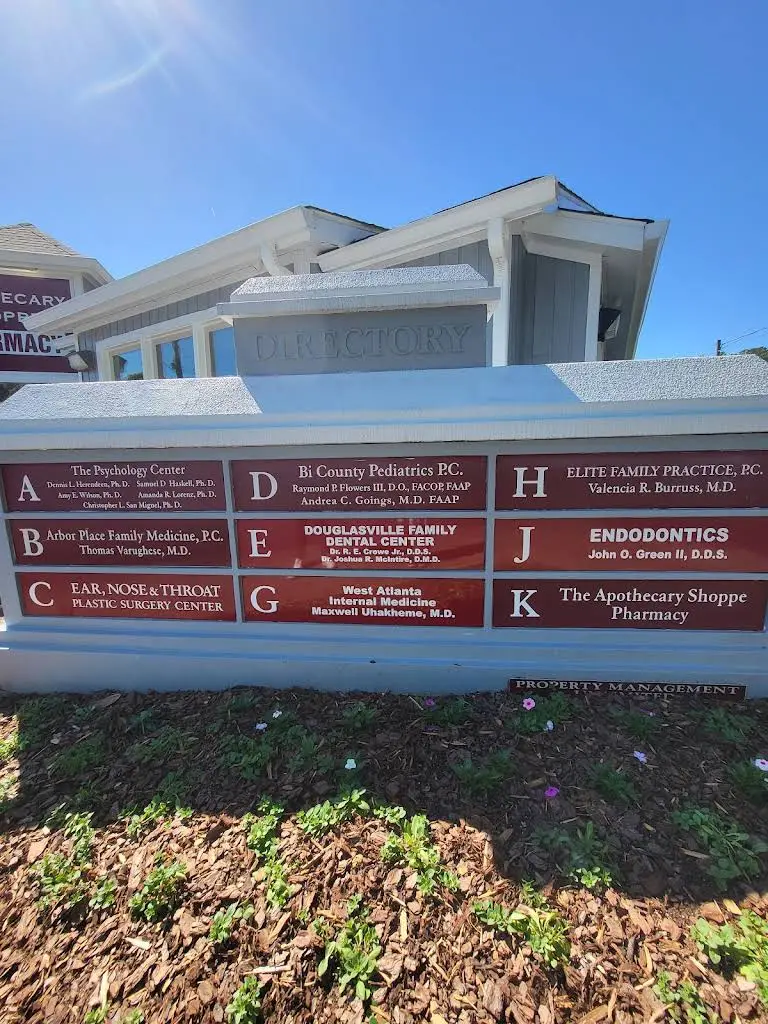 ECARY
MACY
DIRECTORY
A
The Psychology Center
Dennis L. Herendeen, Ph. D. Samuel D Haskell, Ph. D.
Amy E. Wilson, Ph. D. Amanda R. Lorenz, Ph. D.
Christopher L. San Miguel, Ph. D.
B
Arbor Place Family Medicine, P.C.
Thomas Varughese, M.D.
C
EAR, NOSE & THROAT
PLASTIC SURGERY CENTER
D
Bi County Pediatrics P.C.
Raymond P. Flowers III, D.O., FACOP, FAAP
Andrea C. Goings, M.D. FAAP
E
DOUGLASVILLE FAMILY
DENTAL CENTER
Dr. R. E. Crowe Jr., D.D.S.
Dr. Joshua R. McIntire, D.M.D.
G
West Atlanta
Internal Medicine
Maxwell Uhakheme, M.D.
H
ELITE FAMILY PRACTICE, P.C.
Valencia R. Burruss, M.D.
J
ENDODONTICS
John O. Green II, D.D.S.
K
The Apothecary Shoppe
Pharmacy
PROPERTY MANAGEMENT